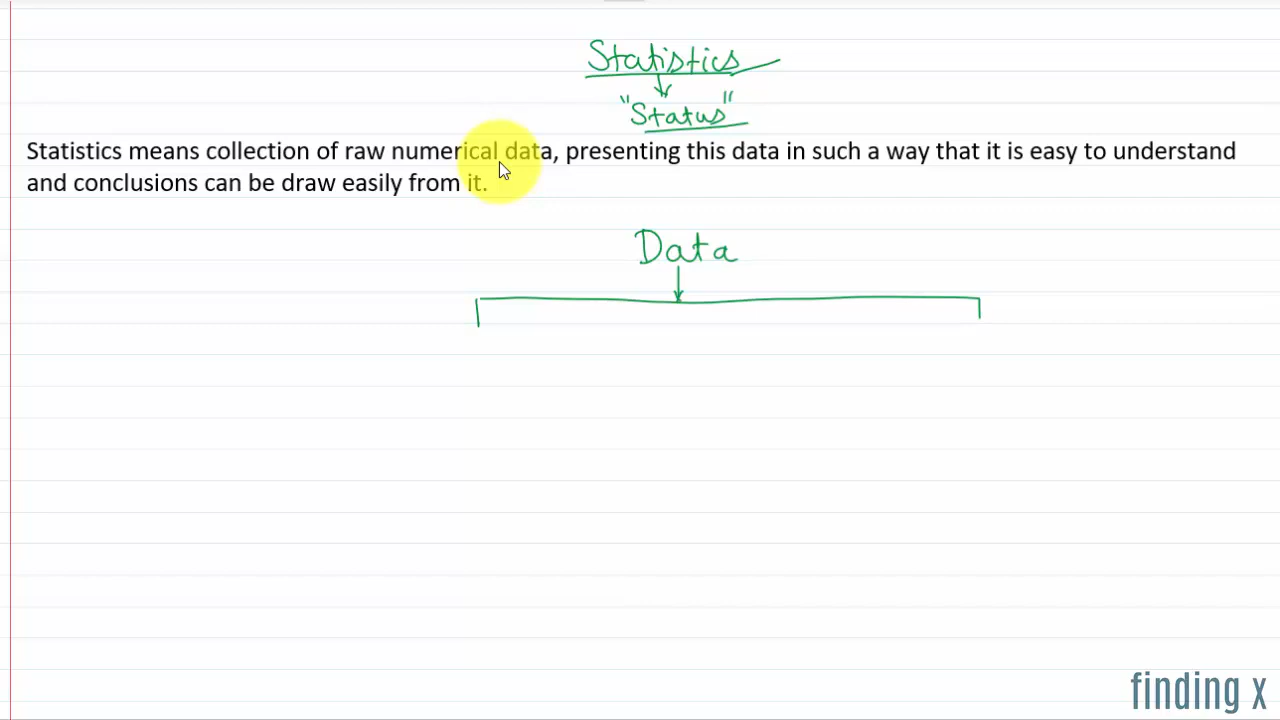 Statistics
"Status"
Statistics means collection of raw numerical data, presenting this data in such a way that it is easy to understand
and conclusions can be draw easily from it.
Data
finding x